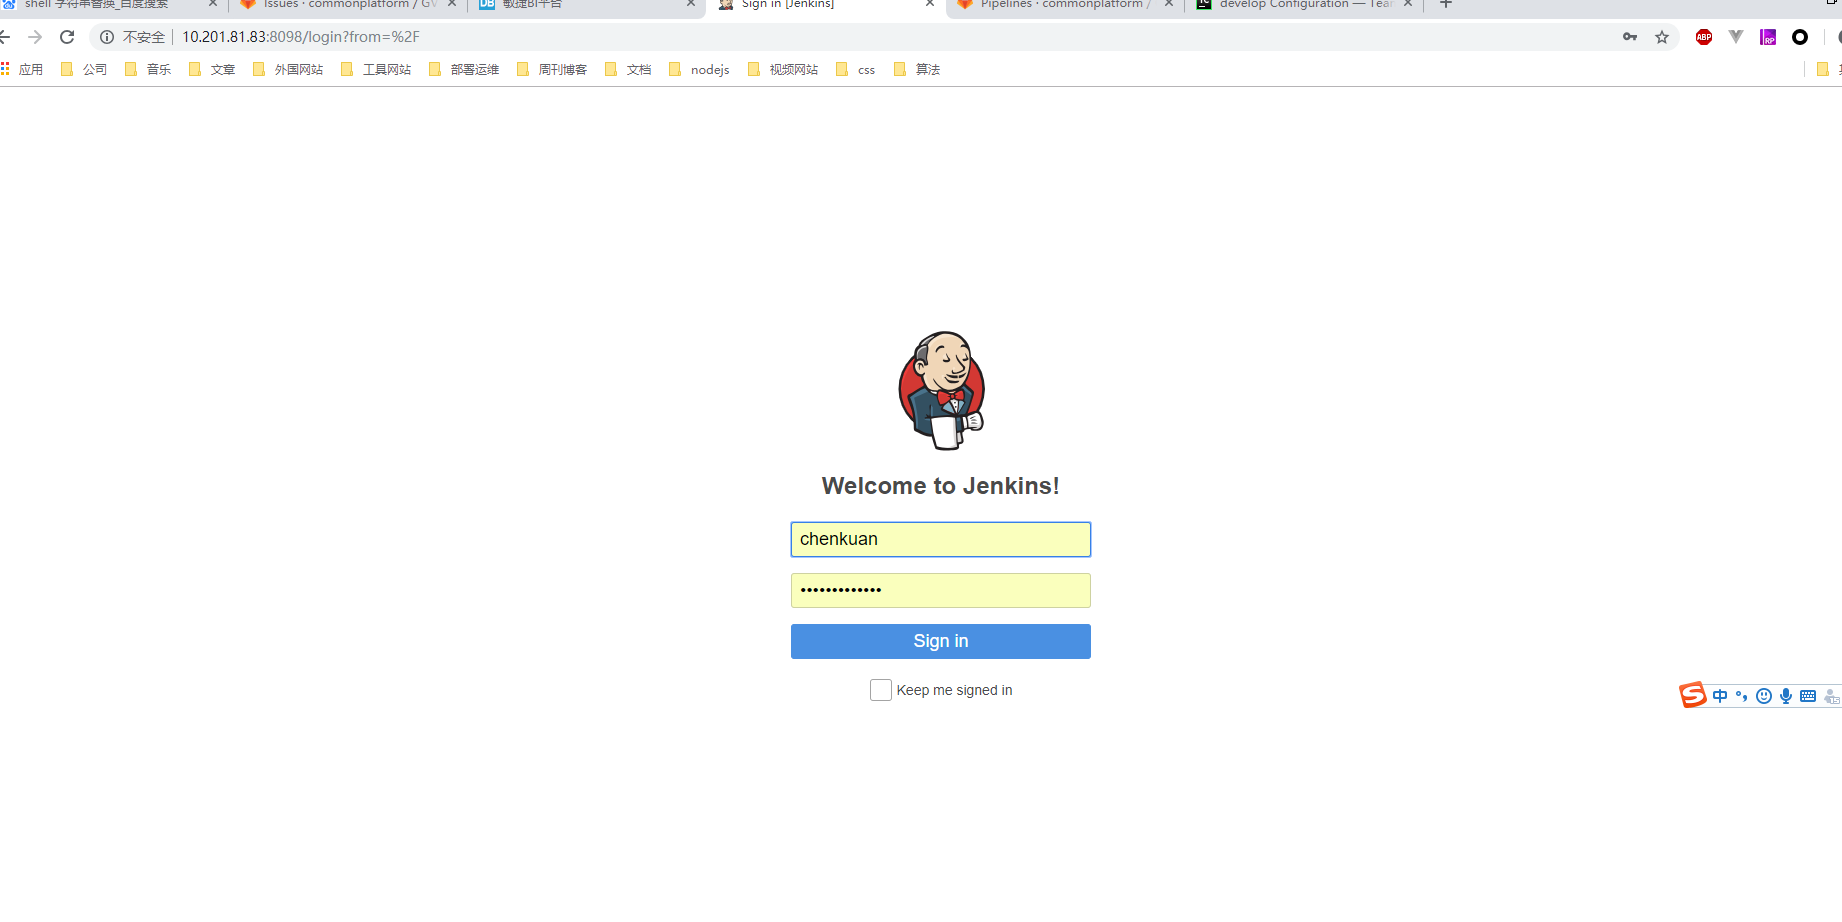 shell 字符串替换_百度搜索
Issues · commonplatform / GV
敏捷BI平台
Sign in [Jenkins]
Pipelines · commonplatform /
develop Configuration — Tear
不安全 10.201.81.83:8098/login?from=%2F
ABP
RP
应用 公司 音乐 文章 外国网站 工具网站 部署运维 周刊博客 文档 nodejs 视频网站 css 算法
Welcome to Jenkins!
chenkuan
•••••••••••••
Sign in
Keep me signed in
S 中